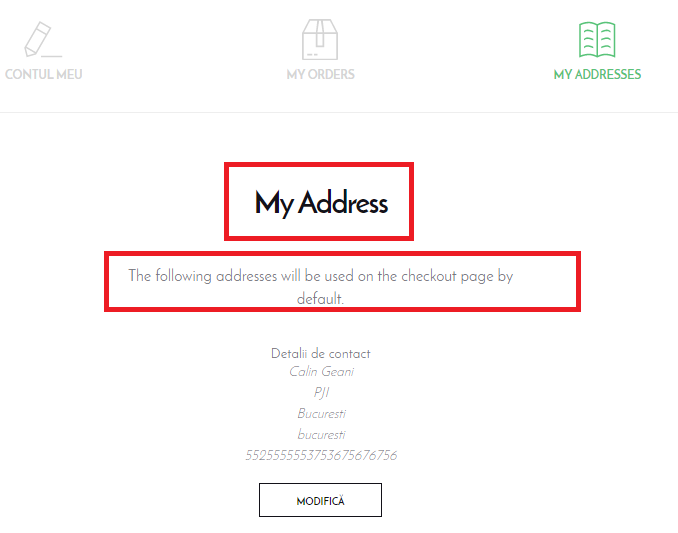 CONTUL MEU
MY ORDERS
MY ADDRESSES
My Address
The following addresses will be used on the checkout page by
default.
Detalii de contact
Calin Geani
PJ1
Bucuresti
bucuresti
5525555553753675676756
MODIFICĂ